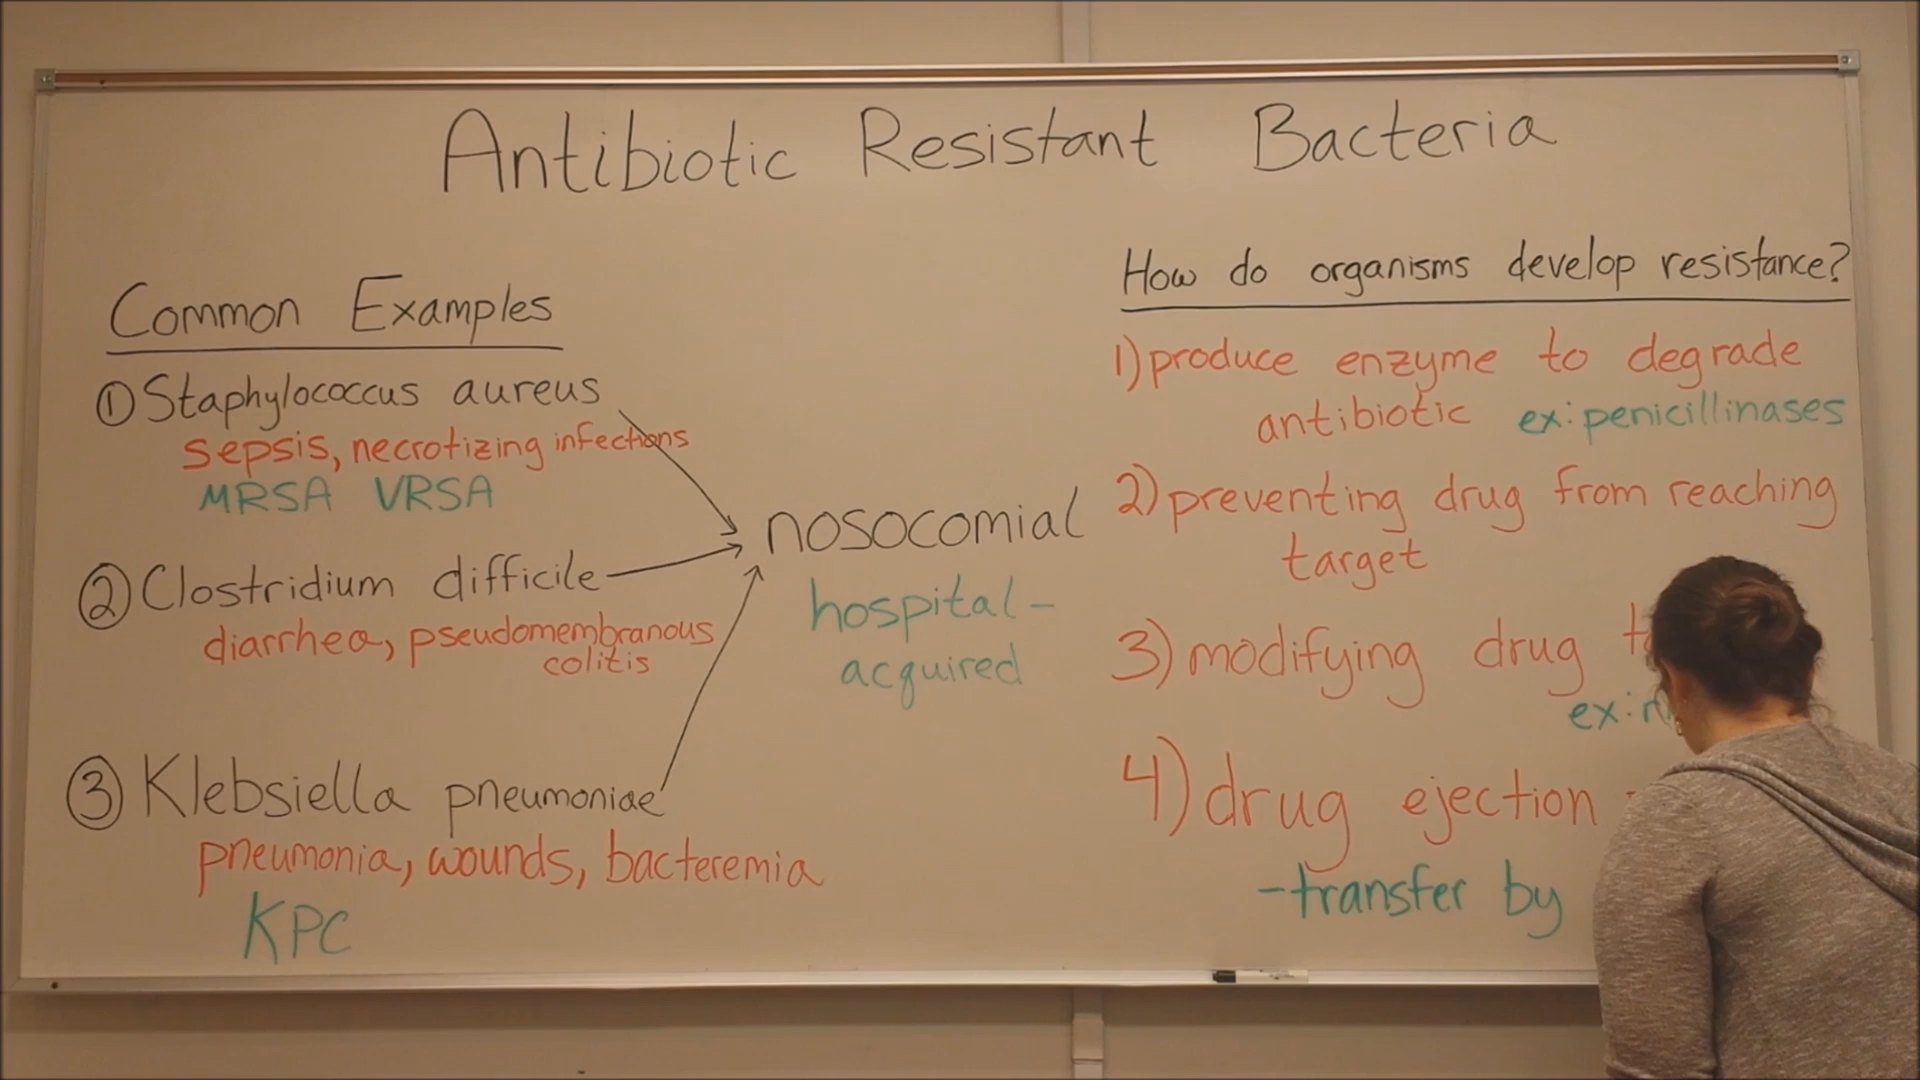 Antibiotic Resistant Bacteria
Common Examples
① Staphylococcus aureus
sepsis, necrotizing infections
MRSA VRSA
② Clostridium difficile
diarrhea, pseudomembranous
colitis
③ Klebsiella pneumoniae
pneumonia, wounds, bacteremia
KPC
nosocomial
hospital-
acquired
How do organisms develop resistance?
1) produce enzyme to degrade
antibiotic ex: penicillinases
2) preventing drug from reaching
target
3) modifying drug
ex:
4) drug ejection
- transfer by